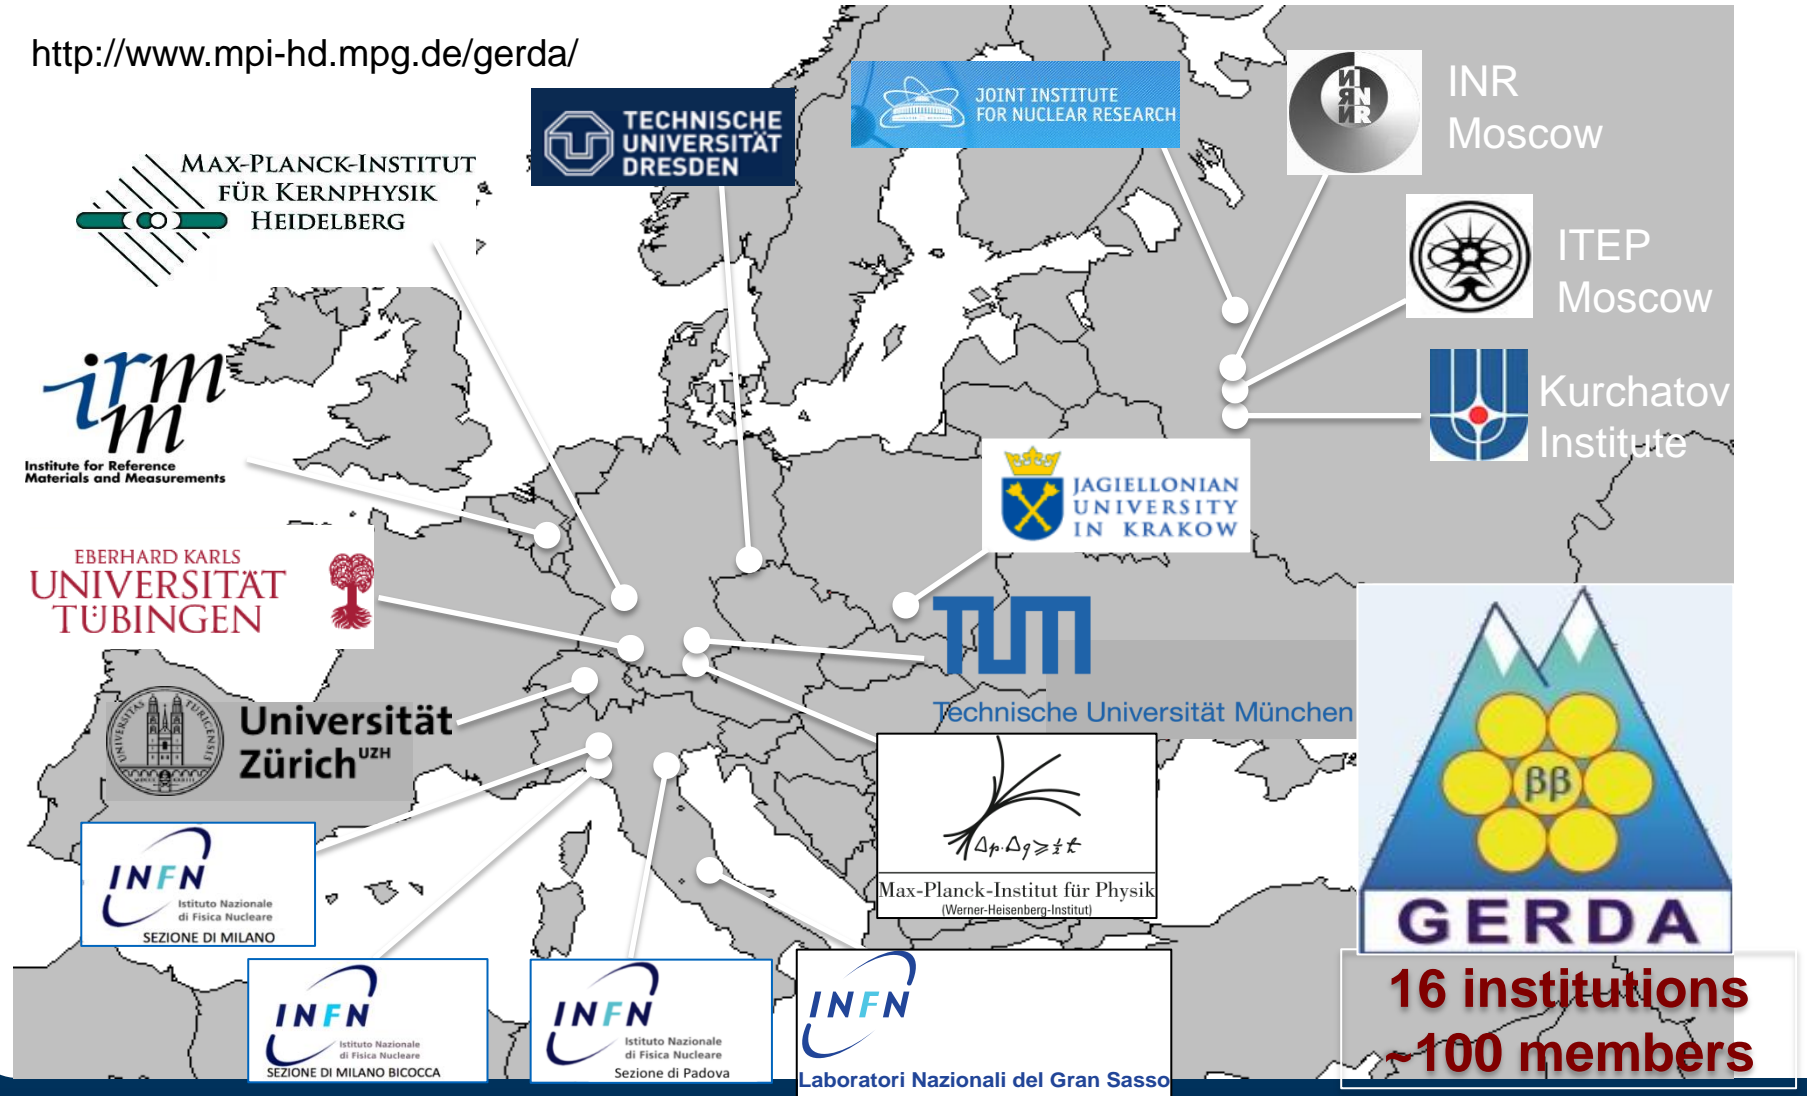 http://www.mpi-hd.mpg.de/gerda/
TECHNISCHE
UNIVERSITÄT
DRESDEN
JOINT INSTITUTE
FOR NUCLEAR RESEARCH
INR
Moscow
MAX-PLANCK-INSTITUT
FÜR KERNPHYSIK
HEIDELBERG
ITEP
Moscow
irmm
Institute for Reference
Materials and Measurements
Kurchatov
Institute
JAGIELLONIAN
UNIVERSITY
IN KRAKOW
EBERHARD KARLS
UNIVERSITÄT
TÜBINGEN
TUM
Technische Universität München
Universität
Zürich UZH
Δp·Δq≥½ħ
Max-Planck-Institut für Physik
(Werner-Heisenberg-Institut)
ββ
GERDA
INFN
Istituto Nazionale
di Fisica Nucleare
SEZIONE DI MILANO
INFN
Istituto Nazionale
di Fisica Nucleare
SEZIONE DI MILANO BICOCCA
INFN
Istituto Nazionale
di Fisica Nucleare
Sezione di Padova
INFN
Laboratori Nazionali del Gran Sasso
16 institutions
~100 members